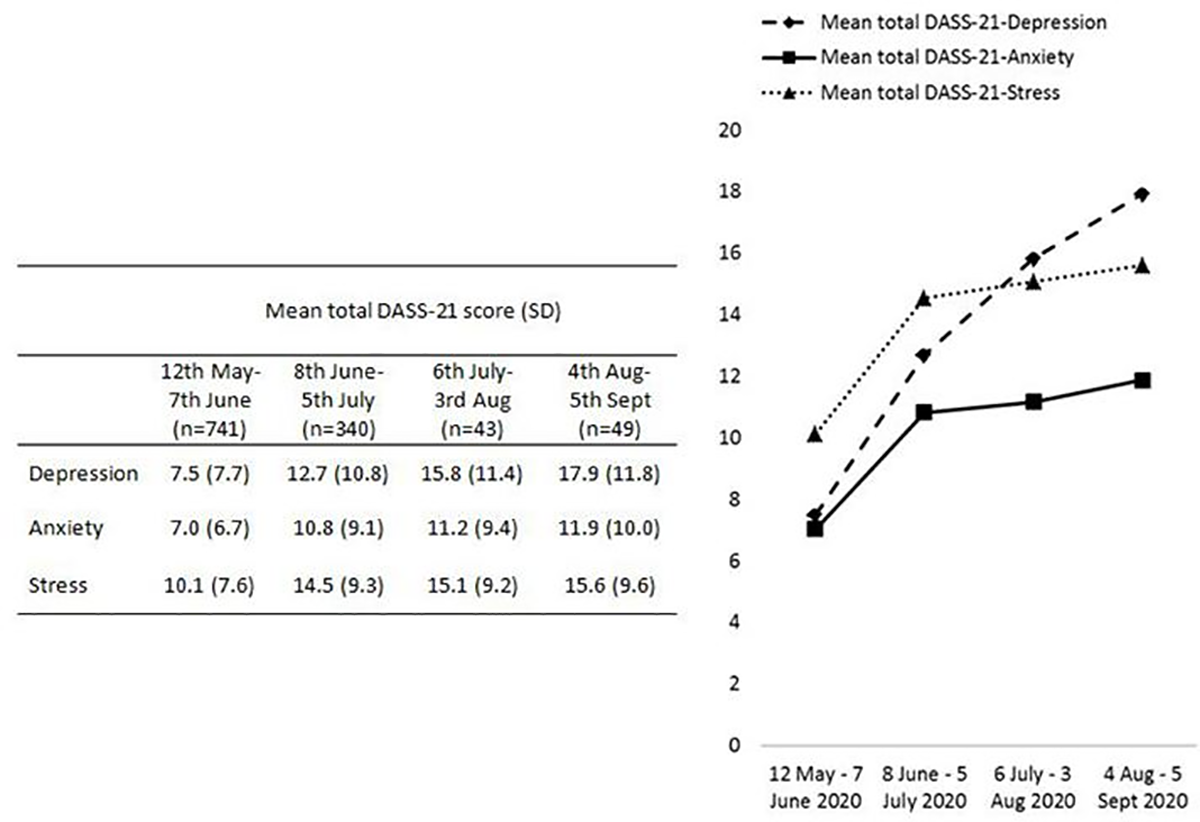 Mean total DASS-21-Depression
Mean total DASS-21-Anxiety
Mean total DASS-21-Stress
Mean total DASS-21 score (SD)
12th May-
7th June
(n=741)
8th June-
5th July
(n=340)
6th July-
3rd Aug
(n=43)
4th Aug-
5th Sept
(n=49)
Depression 7.5 (7.7) 12.7 (10.8) 15.8 (11.4) 17.9 (11.8)
Anxiety 7.0 (6.7) 10.8 (9.1) 11.2 (9.4) 11.9 (10.0)
Stress 10.1 (7.6) 14.5 (9.3) 15.1 (9.2) 15.6 (9.6)
20
18
16
14
12
10
8
6
4
2
0
12 May - 7
June 2020
8 June - 5
July 2020
6 July - 3
Aug 2020
4 Aug - 5
Sept 2020